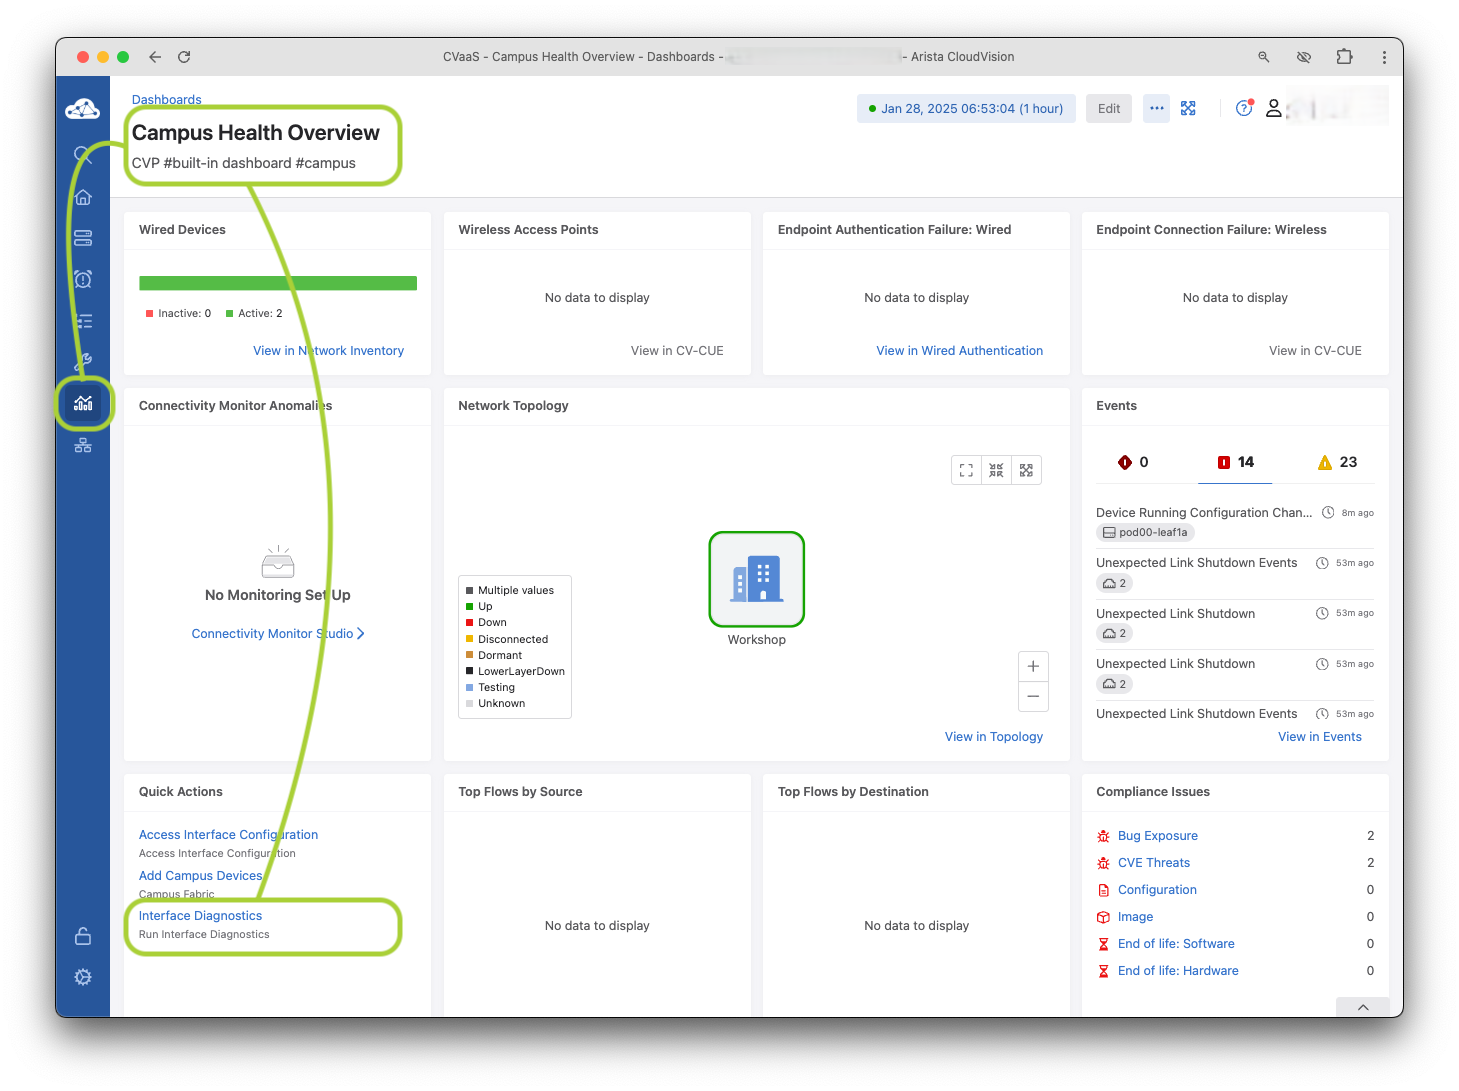 CVaaS - Campus Health Overview - Dashboards -
- Arista CloudVision
Dashboards
Campus Health Overview
CVP #built-in dashboard #campus
Jan 28, 2025 06:53:04 (1 hour)
Edit
Wired Devices
Inactive: 0
Active: 2
View in Network Inventory
Wireless Access Points
No data to display
View in CV-CUE
Endpoint Authentication Failure: Wired
No data to display
View in Wired Authentication
Endpoint Connection Failure: Wireless
No data to display
View in CV-CUE
Connectivity Monitor Anomalies
No Monitoring Set Up
Connectivity Monitor Studio
Network Topology
Multiple values
Up
Down
Disconnected
Dormant
LowerLayerDown
Testing
Unknown
Workshop
View in Topology
Events
0
14
23
Device Running Configuration Chan...
8m ago
pod00-leaf1a
Unexpected Link Shutdown Events
53m ago
2
Unexpected Link Shutdown
53m ago
2
Unexpected Link Shutdown
53m ago
2
Unexpected Link Shutdown Events
53m ago
View in Events
Quick Actions
Access Interface Configuration
Access Interface Configuration
Add Campus Devices
Campus Fabric
Interface Diagnostics
Run Interface Diagnostics
Top Flows by Source
No data to display
Top Flows by Destination
No data to display
Compliance Issues
Bug Exposure 2
CVE Threats 2
Configuration 0
Image 0
End of life: Software 0
End of life: Hardware 0